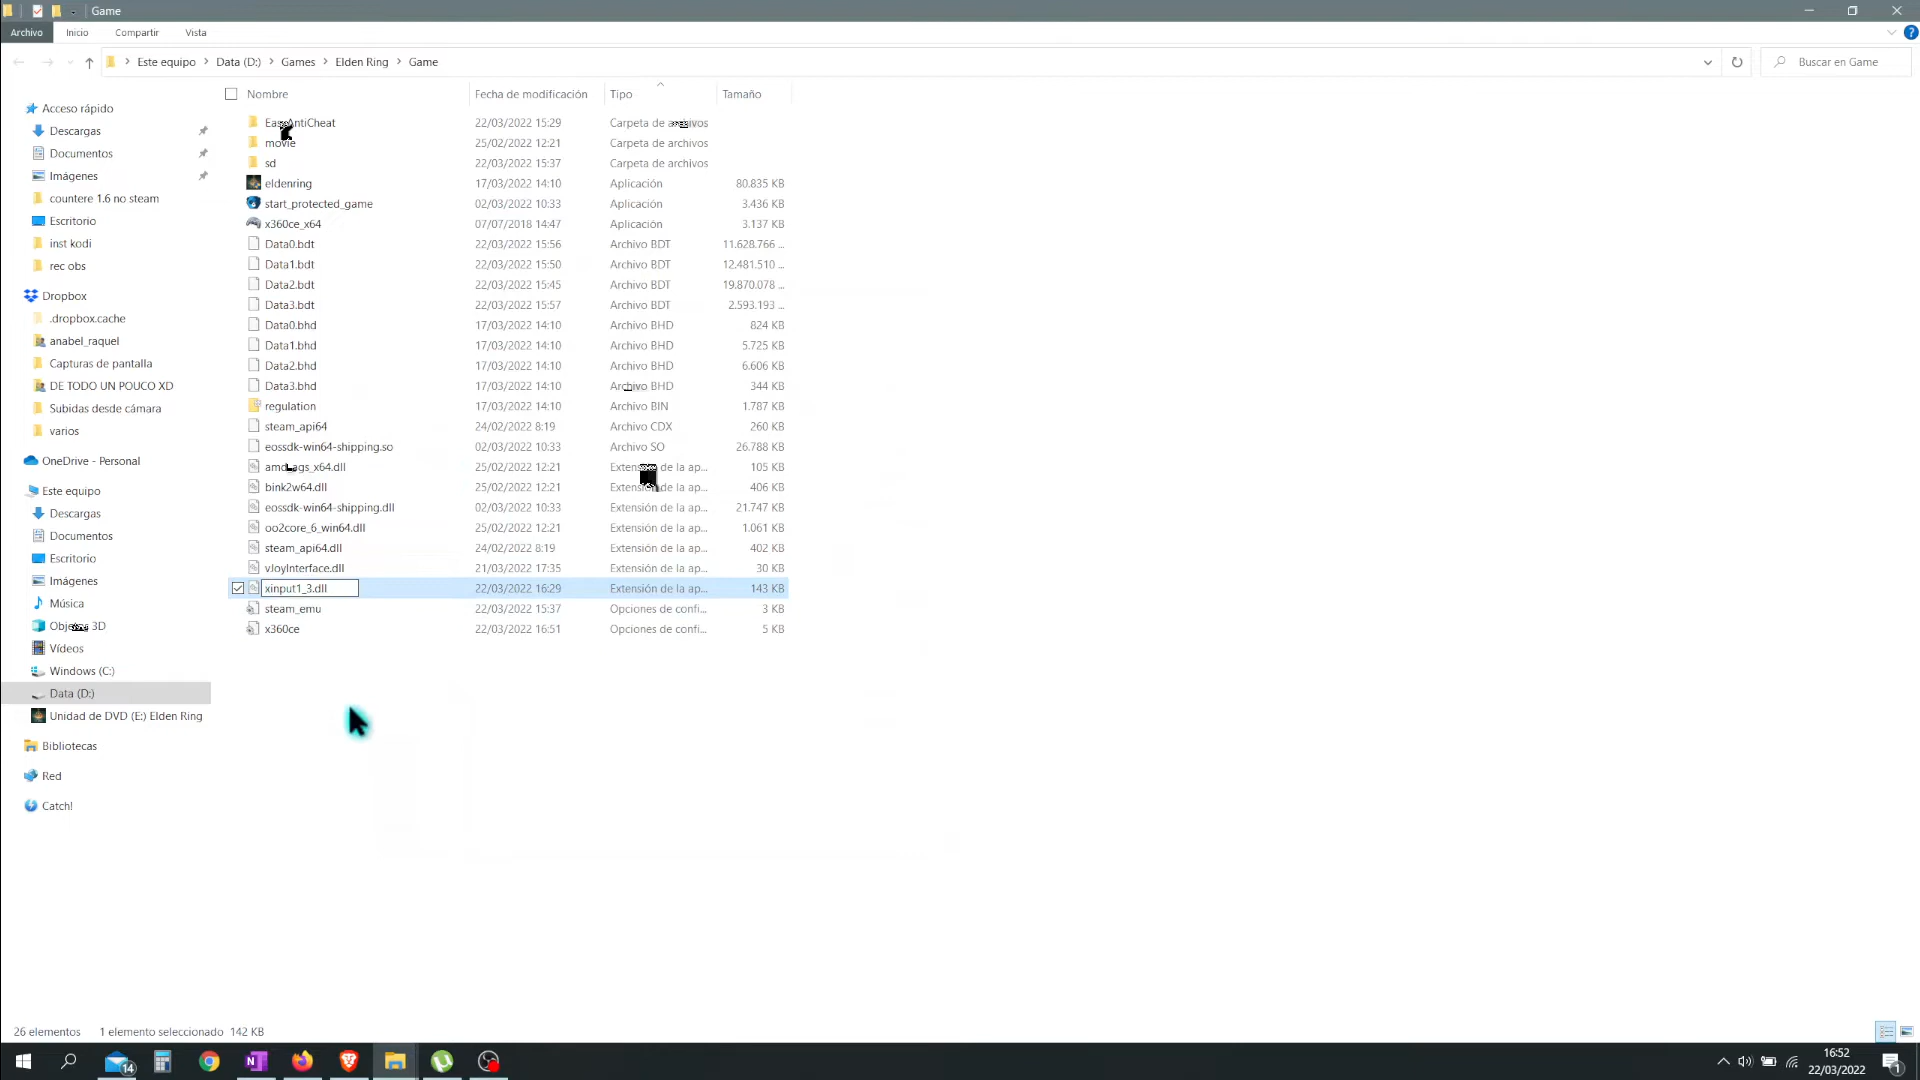 Game
Archivo Inicio Compartir Vista
Este equipo Data (D:) Games Elden Ring Game Buscar en Game
Nombre Fecha de modificación Tipo Tamaño
Acceso rápido
Descargas
Documentos
Imágenes
countere 1.6 no steam
Escritorio
inst kodi
rec obs
Dropbox
.dropbox.cache
anabel_raquel
Capturas de pantalla
DE TODO UN POUCO XD
Subidas desde cámara
varios
OneDrive - Personal
Este equipo
Descargas
Documentos
Escritorio
Imágenes
Música
Objetos 3D
Vídeos
Windows (C:)
Data (D:)
Unidad de DVD (E:) Elden Ring
Bibliotecas
Red
Catch!
EasyAntiCheat 22/03/2022 15:29 Carpeta de archivos
movie 25/02/2022 12:21 Carpeta de archivos
sd 22/03/2022 15:37 Carpeta de archivos
eldenring 17/03/2022 14:10 Aplicación 80.835 KB
start_protected_game 02/03/2022 10:33 Aplicación 3.436 KB
x360ce_x64 07/07/2018 14:47 Aplicación 3.137 KB
Data0.bdt 22/03/2022 15:56 Archivo BDT 11.628.766 ...
Data1.bdt 22/03/2022 15:50 Archivo BDT 12.481.510 ...
Data2.bdt 22/03/2022 15:45 Archivo BDT 19.870.078 ...
Data3.bdt 22/03/2022 15:57 Archivo BDT 2.593.193 ...
Data0.bhd 17/03/2022 14:10 Archivo BHD 824 KB
Data1.bhd 17/03/2022 14:10 Archivo BHD 5.725 KB
Data2.bhd 17/03/2022 14:10 Archivo BHD 6.606 KB
Data3.bhd 17/03/2022 14:10 Archivo BHD 344 KB
regulation 17/03/2022 14:10 Archivo BIN 1.787 KB
steam_api64 24/02/2022 8:19 Archivo CDX 260 KB
eossdk-win64-shipping.so 02/03/2022 10:33 Archivo SO 26.788 KB
amd_ags_x64.dll 25/02/2022 12:21 Extensión de la ap... 105 KB
bink2w64.dll 25/02/2022 12:21 Extensión de la ap... 406 KB
eossdk-win64-shipping.dll 02/03/2022 10:33 Extensión de la ap... 21.747 KB
oo2core_6_win64.dll 25/02/2022 12:21 Extensión de la ap... 1.061 KB
steam_api64.dll 24/02/2022 8:19 Extensión de la ap... 402 KB
vJoyInterface.dll 21/03/2022 17:35 Extensión de la ap... 30 KB
xinput1_3.dll 22/03/2022 16:29 Extensión de la ap... 143 KB
steam_emu 22/03/2022 15:37 Opciones de confi... 3 KB
x360ce 22/03/2022 16:51 Opciones de confi... 5 KB
26 elementos 1 elemento seleccionado 142 KB
14
16:52
22/03/2022
1